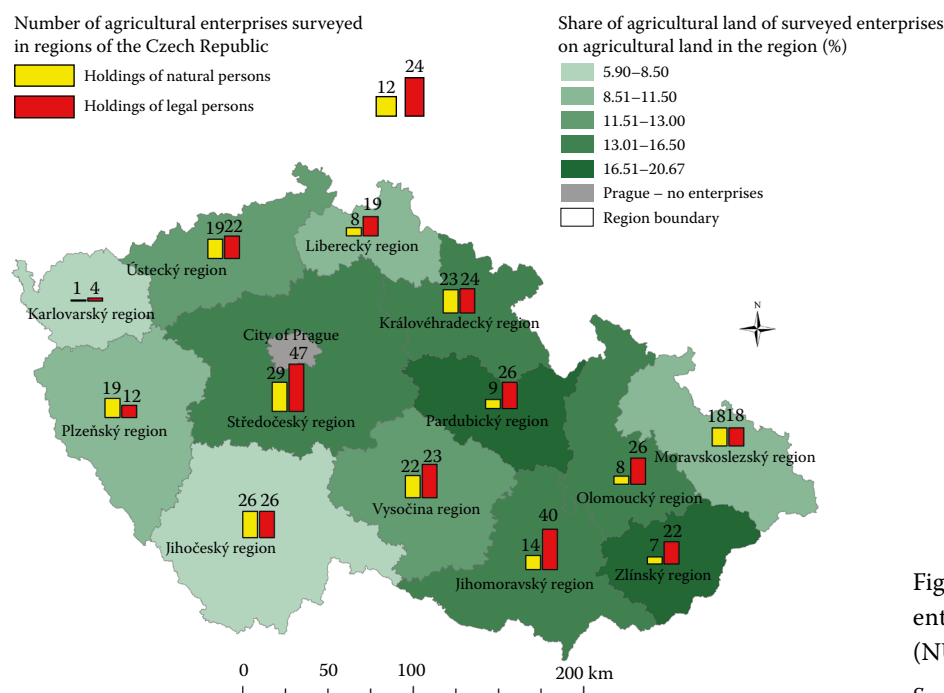 Number of agricultural enterprises surveyed
in regions of the Czech Republic
Holdings of natural persons
Holdings of legal persons
12
24
Share of agricultural land of surveyed enterprises
on agricultural land in the region (%)
5.90–8.50
8.51–11.50
11.51–13.00
13.01–16.50
16.51–20.67
Prague – no enterprises
Region boundary
19 22
Ústecký region
8 19
Liberecký region
1 4
Karlovarský region
23 24
Královéhradecký region
N
City of Prague
29 47
Středočeský region
19 12
Plzeňský region
9 26
Pardubický region
18 18
Moravskoslezský region
22 23
Vysočina region
8 26
Olomoucký region
26 26
Jihočeský region
14 40
Jihomoravský region
7 22
Zlínský region
0 50 100 200 km
Fig
ent
(NU